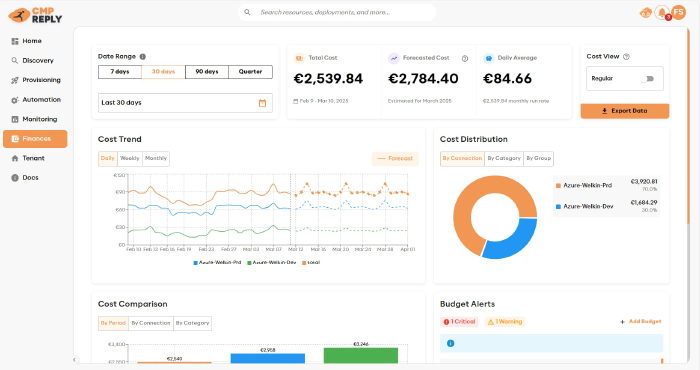 CMP
REPLY
Search resources, deployments, and more...
3
FS
Home
Discovery
Provisioning
Automation
Monitoring
Finances
Tenant
Docs
Date Range
7 days
30 days
90 days
Quarter
Last 30 days
Total Cost
€2,539.84
Feb 9 - Mar 10, 2025
Forecasted Cost
€2,784.40
Estimated for March 2025
Daily Average
€84.66
€2,539.84 monthly run rate
Cost View
Regular
Export Data
Cost Trend
Daily
Weekly
Monthly
Forecast
€90
€60
€30
€0
Feb 10
Feb 13
Feb 16
Feb 19
Feb 23
Feb 27
Mar 03
Mar 07
Mar 12
Mar 16
Mar 20
Mar 24
Mar 28
Apr 01
Azure-Welkin-Prd
Azure-Welkin-Dev
Total
Cost Distribution
By Connection
By Category
By Group
Azure-Welkin-Prd
€3,920.81
70.0%
Azure-Welkin-Dev
€1,684.29
30.0%
Cost Comparison
By Period
By Connection
By Category
€3,400
€2,540
€2,958
€3,246
Budget Alerts
1 Critical
1 Warning
+ Add Budget